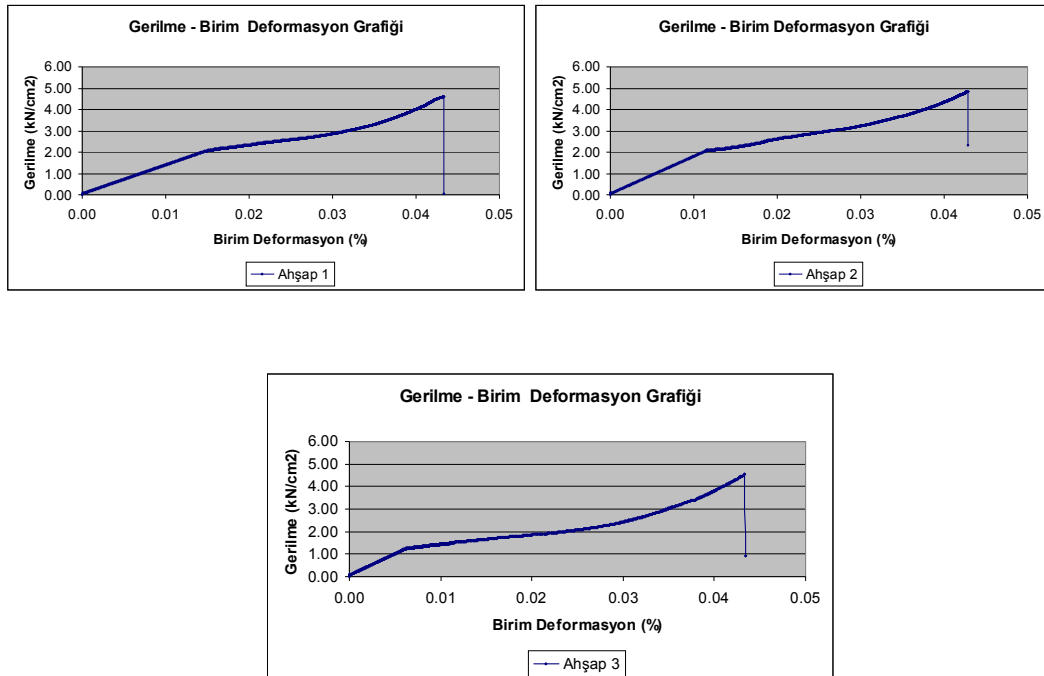 Gerilme - Birim Deformasyon Grafiği
Gerilme (kN/cm2)
6.00
5.00
4.00
3.00
2.00
1.00
0.00
0.00 0.01 0.02 0.03 0.04 0.05
Birim Deformasyon (%)
Ahşap 1
Gerilme - Birim Deformasyon Grafiği
Gerilme (kN/cm2)
6.00
5.00
4.00
3.00
2.00
1.00
0.00
0.00 0.01 0.02 0.03 0.04 0.05
Birim Deformasyon (%)
Ahşap 2
Gerilme - Birim Deformasyon Grafiği
Gerilme (kN/cm2)
6.00
5.00
4.00
3.00
2.00
1.00
0.00
0.00 0.01 0.02 0.03 0.04 0.05
Birim Deformasyon (%)
Ahşap 3